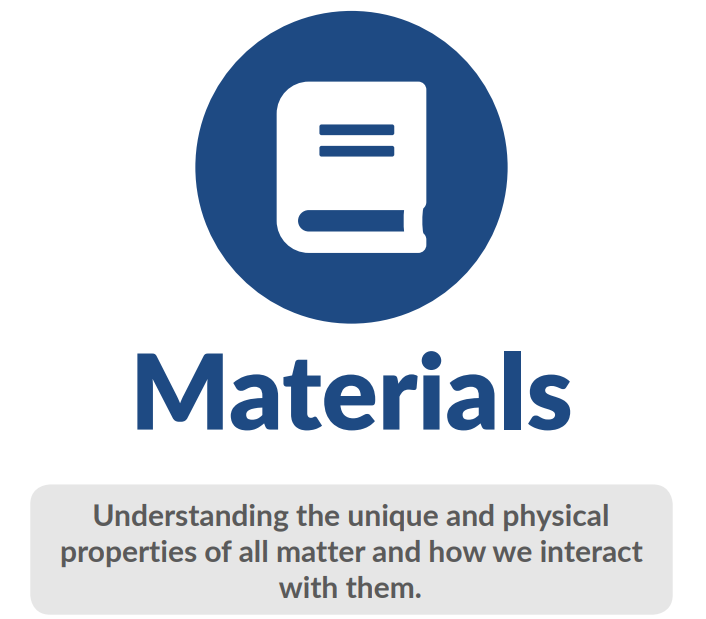 Materials
Understanding the unique and physical
properties of all matter and how we interact
with them.